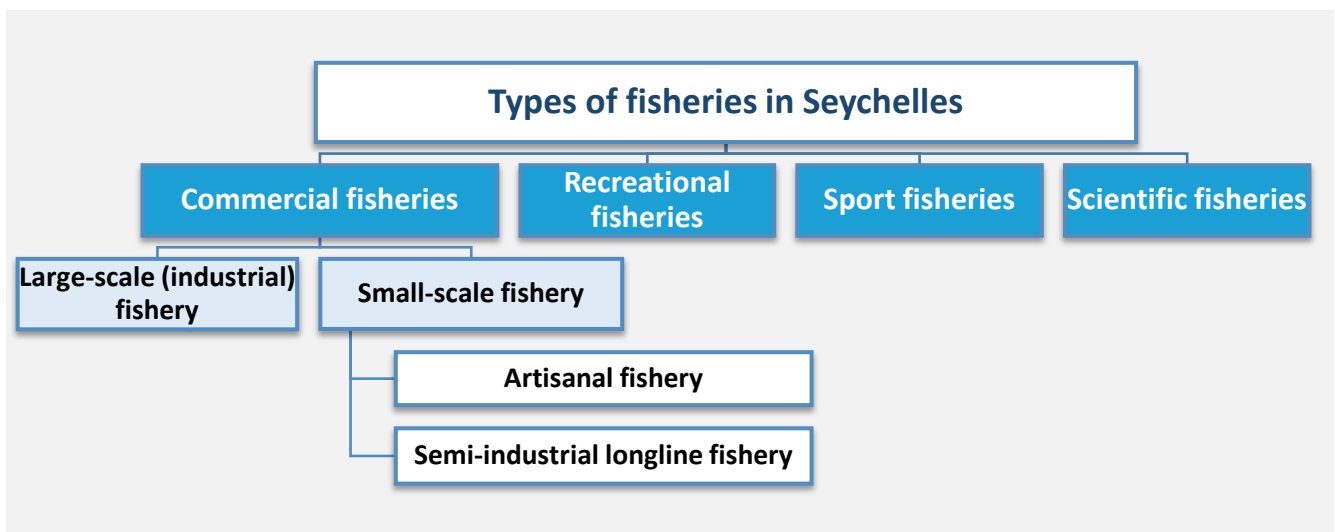 Types of fisheries in Seychelles
Commercial fisheries
Recreational
fisheries
Sport fisheries
Scientific fisheries
Large-scale (industrial)
fishery
Small-scale fishery
Artisanal fishery
Semi-industrial longline fishery